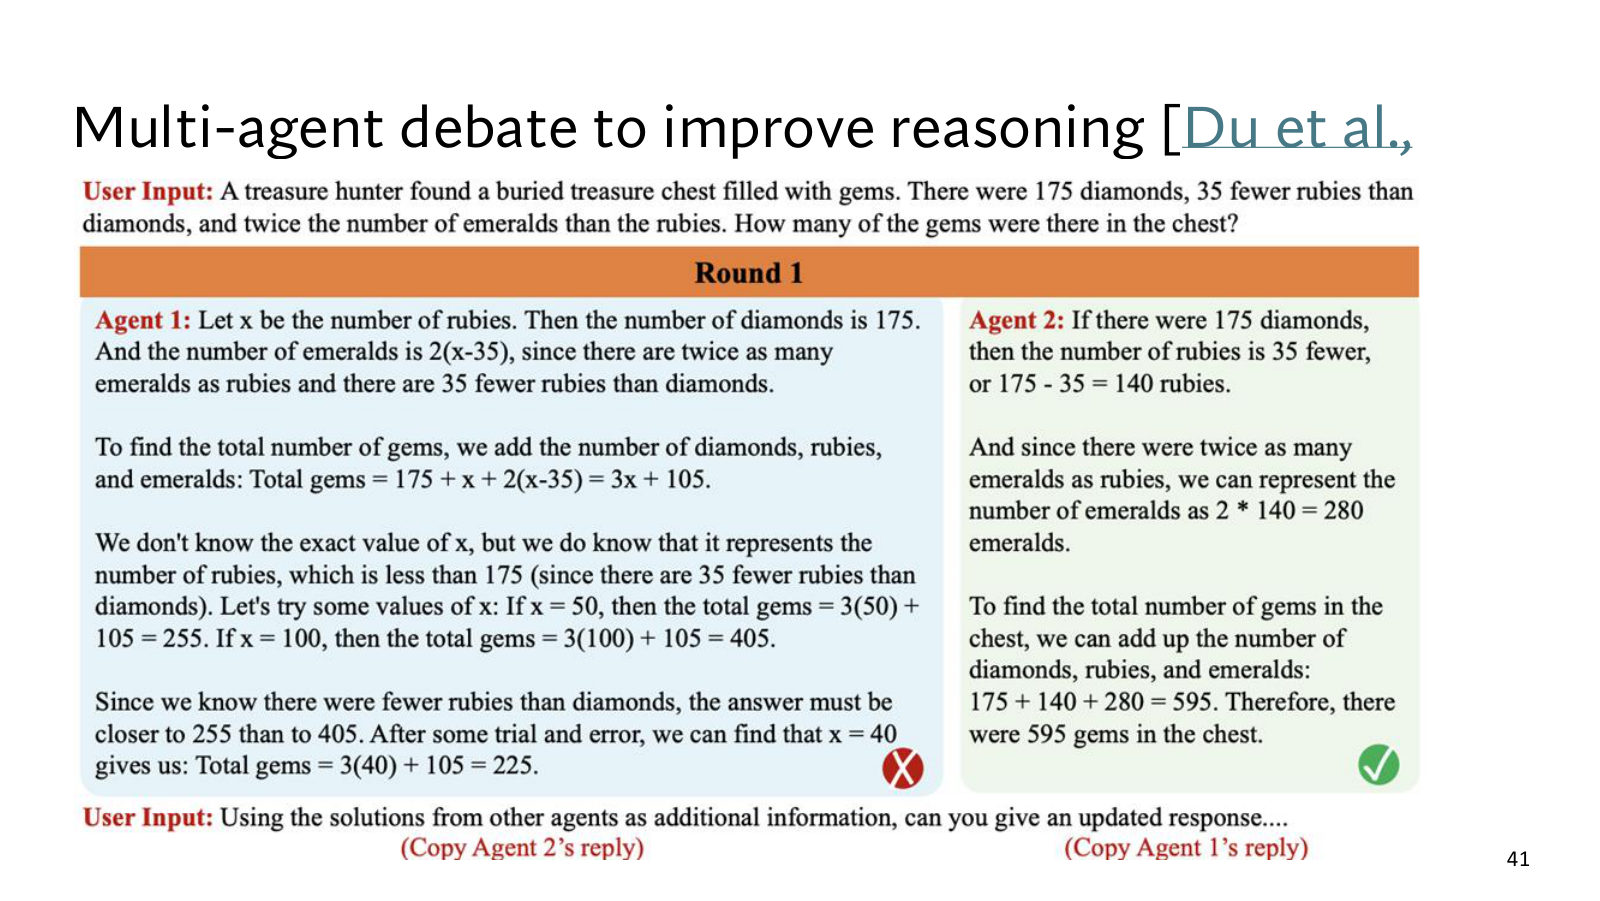 Multi-agent debate to improve reasoning [Du et al.,
User Input: A treasure hunter found a buried treasure chest filled with gems. There were 175 diamonds, 35 fewer rubies than
diamonds, and twice the number of emeralds than the rubies. How many of the gems were there in the chest?
Round 1
Agent 1: Let x be the number of rubies. Then the number of diamonds is 175.
And the number of emeralds is 2(x-35), since there are twice as many
emeralds as rubies and there are 35 fewer rubies than diamonds.
To find the total number of gems, we add the number of diamonds, rubies,
and emeralds: Total gems = 175 + x + 2(x-35) = 3x + 105.
We don't know the exact value of x, but we do know that it represents the
number of rubies, which is less than 175 (since there are 35 fewer rubies than
diamonds). Let's try some values of x: If x = 50, then the total gems = 3(50) +
105 = 255. If x = 100, then the total gems = 3(100) + 105 = 405.
Since we know there were fewer rubies than diamonds, the answer must be
closer to 255 than to 405. After some trial and error, we can find that x = 40
gives us: Total gems = 3(40) + 105 = 225.
Agent 2: If there were 175 diamonds,
then the number of rubies is 35 fewer,
or 175 - 35 = 140 rubies.
And since there were twice as many
emeralds as rubies, we can represent the
number of emeralds as 2 * 140 = 280
emeralds.
To find the total number of gems in the
chest, we can add up the number of
diamonds, rubies, and emeralds:
175 + 140 + 280 = 595. Therefore, there
were 595 gems in the chest.
User Input: Using the solutions from other agents as additional information, can you give an updated response....
(Copy Agent 2's reply)
(Copy Agent 1's reply)
41